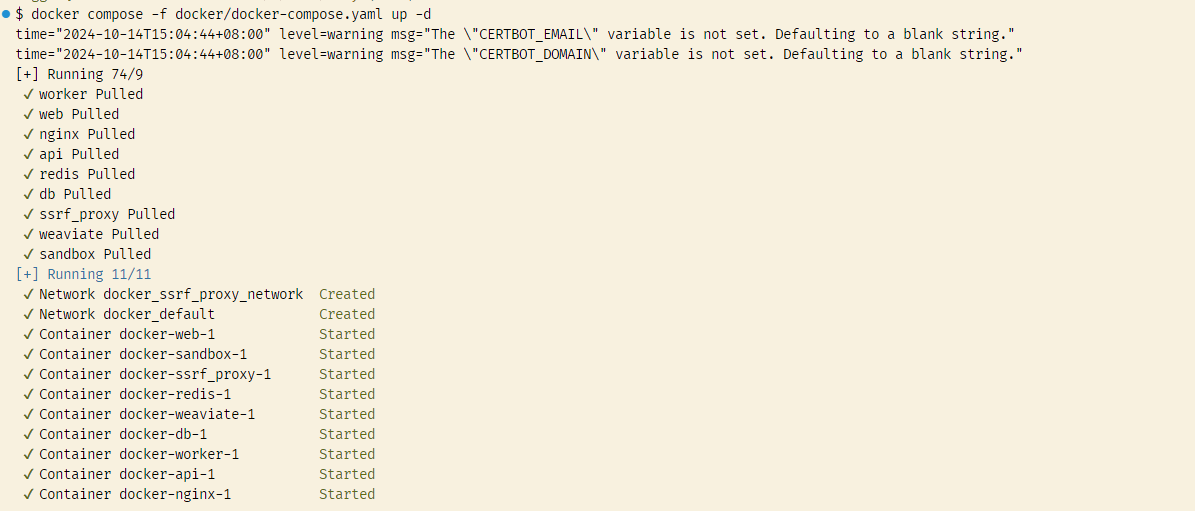 $ docker compose -f docker/docker-compose.yaml up -d
time="2024-10-14T15:04:44+08:00" level=warning msg="The \"CERTBOT_EMAIL\" variable is not set. Defaulting to a blank string."
time="2024-10-14T15:04:44+08:00" level=warning msg="The \"CERTBOT_DOMAIN\" variable is not set. Defaulting to a blank string."
[+] Running 74/9
✓ worker Pulled
✓ web Pulled
✓ nginx Pulled
✓ api Pulled
✓ redis Pulled
✓ db Pulled
✓ ssrf_proxy Pulled
✓ weaviate Pulled
✓ sandbox Pulled
[+] Running 11/11
✓ Network docker_ssrf_proxy_network Created
✓ Network docker_default Created
✓ Container docker-web-1 Started
✓ Container docker-sandbox-1 Started
✓ Container docker-ssrf_proxy-1 Started
✓ Container docker-redis-1 Started
✓ Container docker-weaviate-1 Started
✓ Container docker-db-1 Started
✓ Container docker-worker-1 Started
✓ Container docker-api-1 Started
✓ Container docker-nginx-1 Started